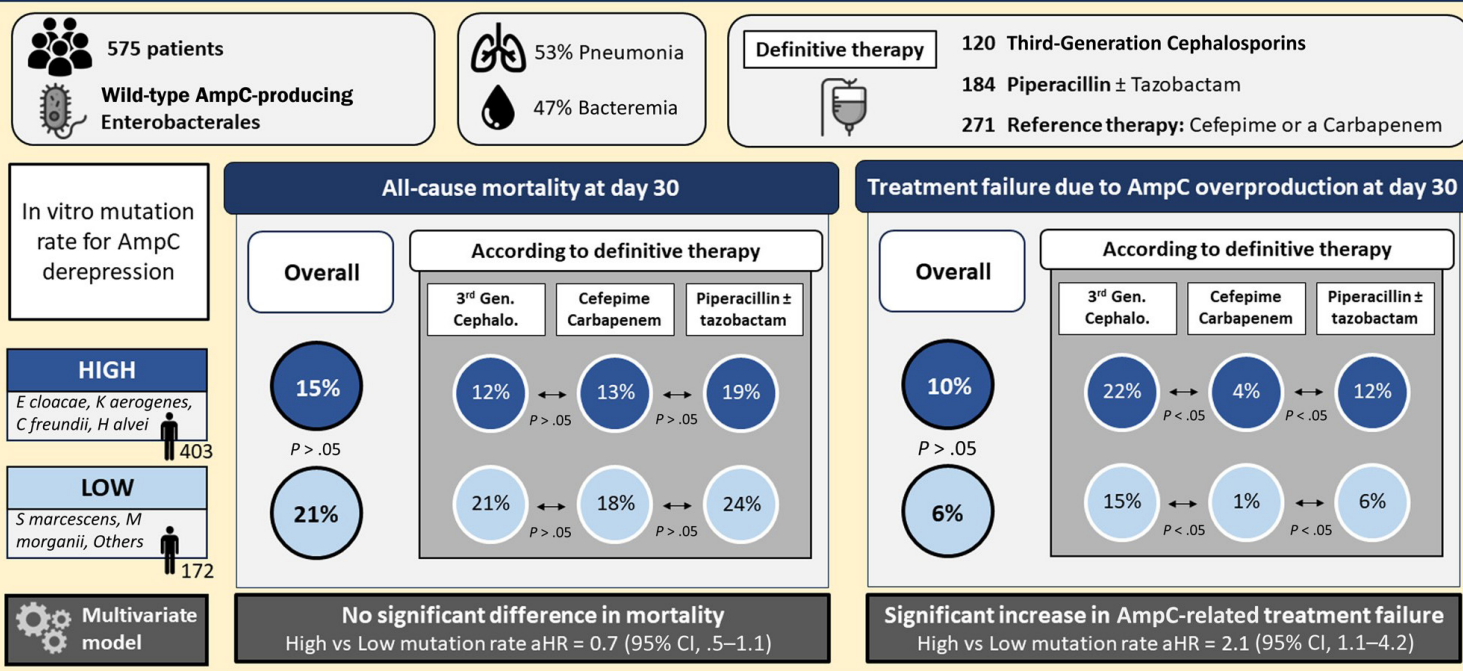 575 patients
Wild-type AmpC-producing
Enterobacterales
53% Pneumonia
47% Bacteremia
Definitive therapy
120 Third-Generation Cephalosporins
184 Piperacillin ± Tazobactam
271 Reference therapy: Cefepime or a Carbapenem
In vitro mutation
rate for AmpC
derepression
HIGH
E cloacae, K aerogenes,
C freundii, H alvei
403
LOW
S marcescens, M
morganii, Others
172
All-cause mortality at day 30
Overall
15%
P > .05
21%
According to definitive therapy
3rd Gen.
Cephalo.
Cefepime
Carbapenem
Piperacillin ±
tazobactam
12% ↔ 13% ↔ 19%
P > .05 P > .05
21% ↔ 18% ↔ 24%
P > .05 P > .05
Treatment failure due to AmpC overproduction at day 30
Overall
10%
P > .05
6%
According to definitive therapy
3rd Gen.
Cephalo.
Cefepime
Carbapenem
Piperacillin ±
tazobactam
22% ↔ 4% ↔ 12%
P < .05 P < .05
15% ↔ 1% ↔ 6%
P < .05 P < .05
Multivariate
model
No significant difference in mortality
High vs Low mutation rate aHR = 0.7 (95% CI, .5–1.1)
Significant increase in AmpC-related treatment failure
High vs Low mutation rate aHR = 2.1 (95% CI, 1.1–4.2)